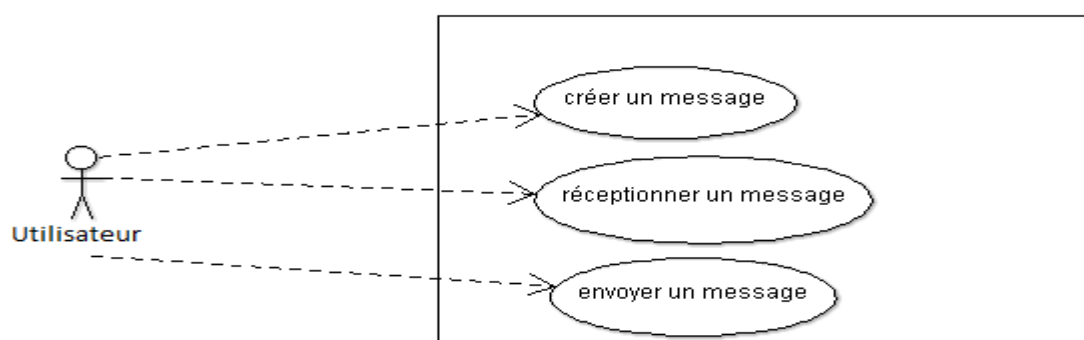 créer un message
réceptionner un message
Utilisateur
envoyer un message